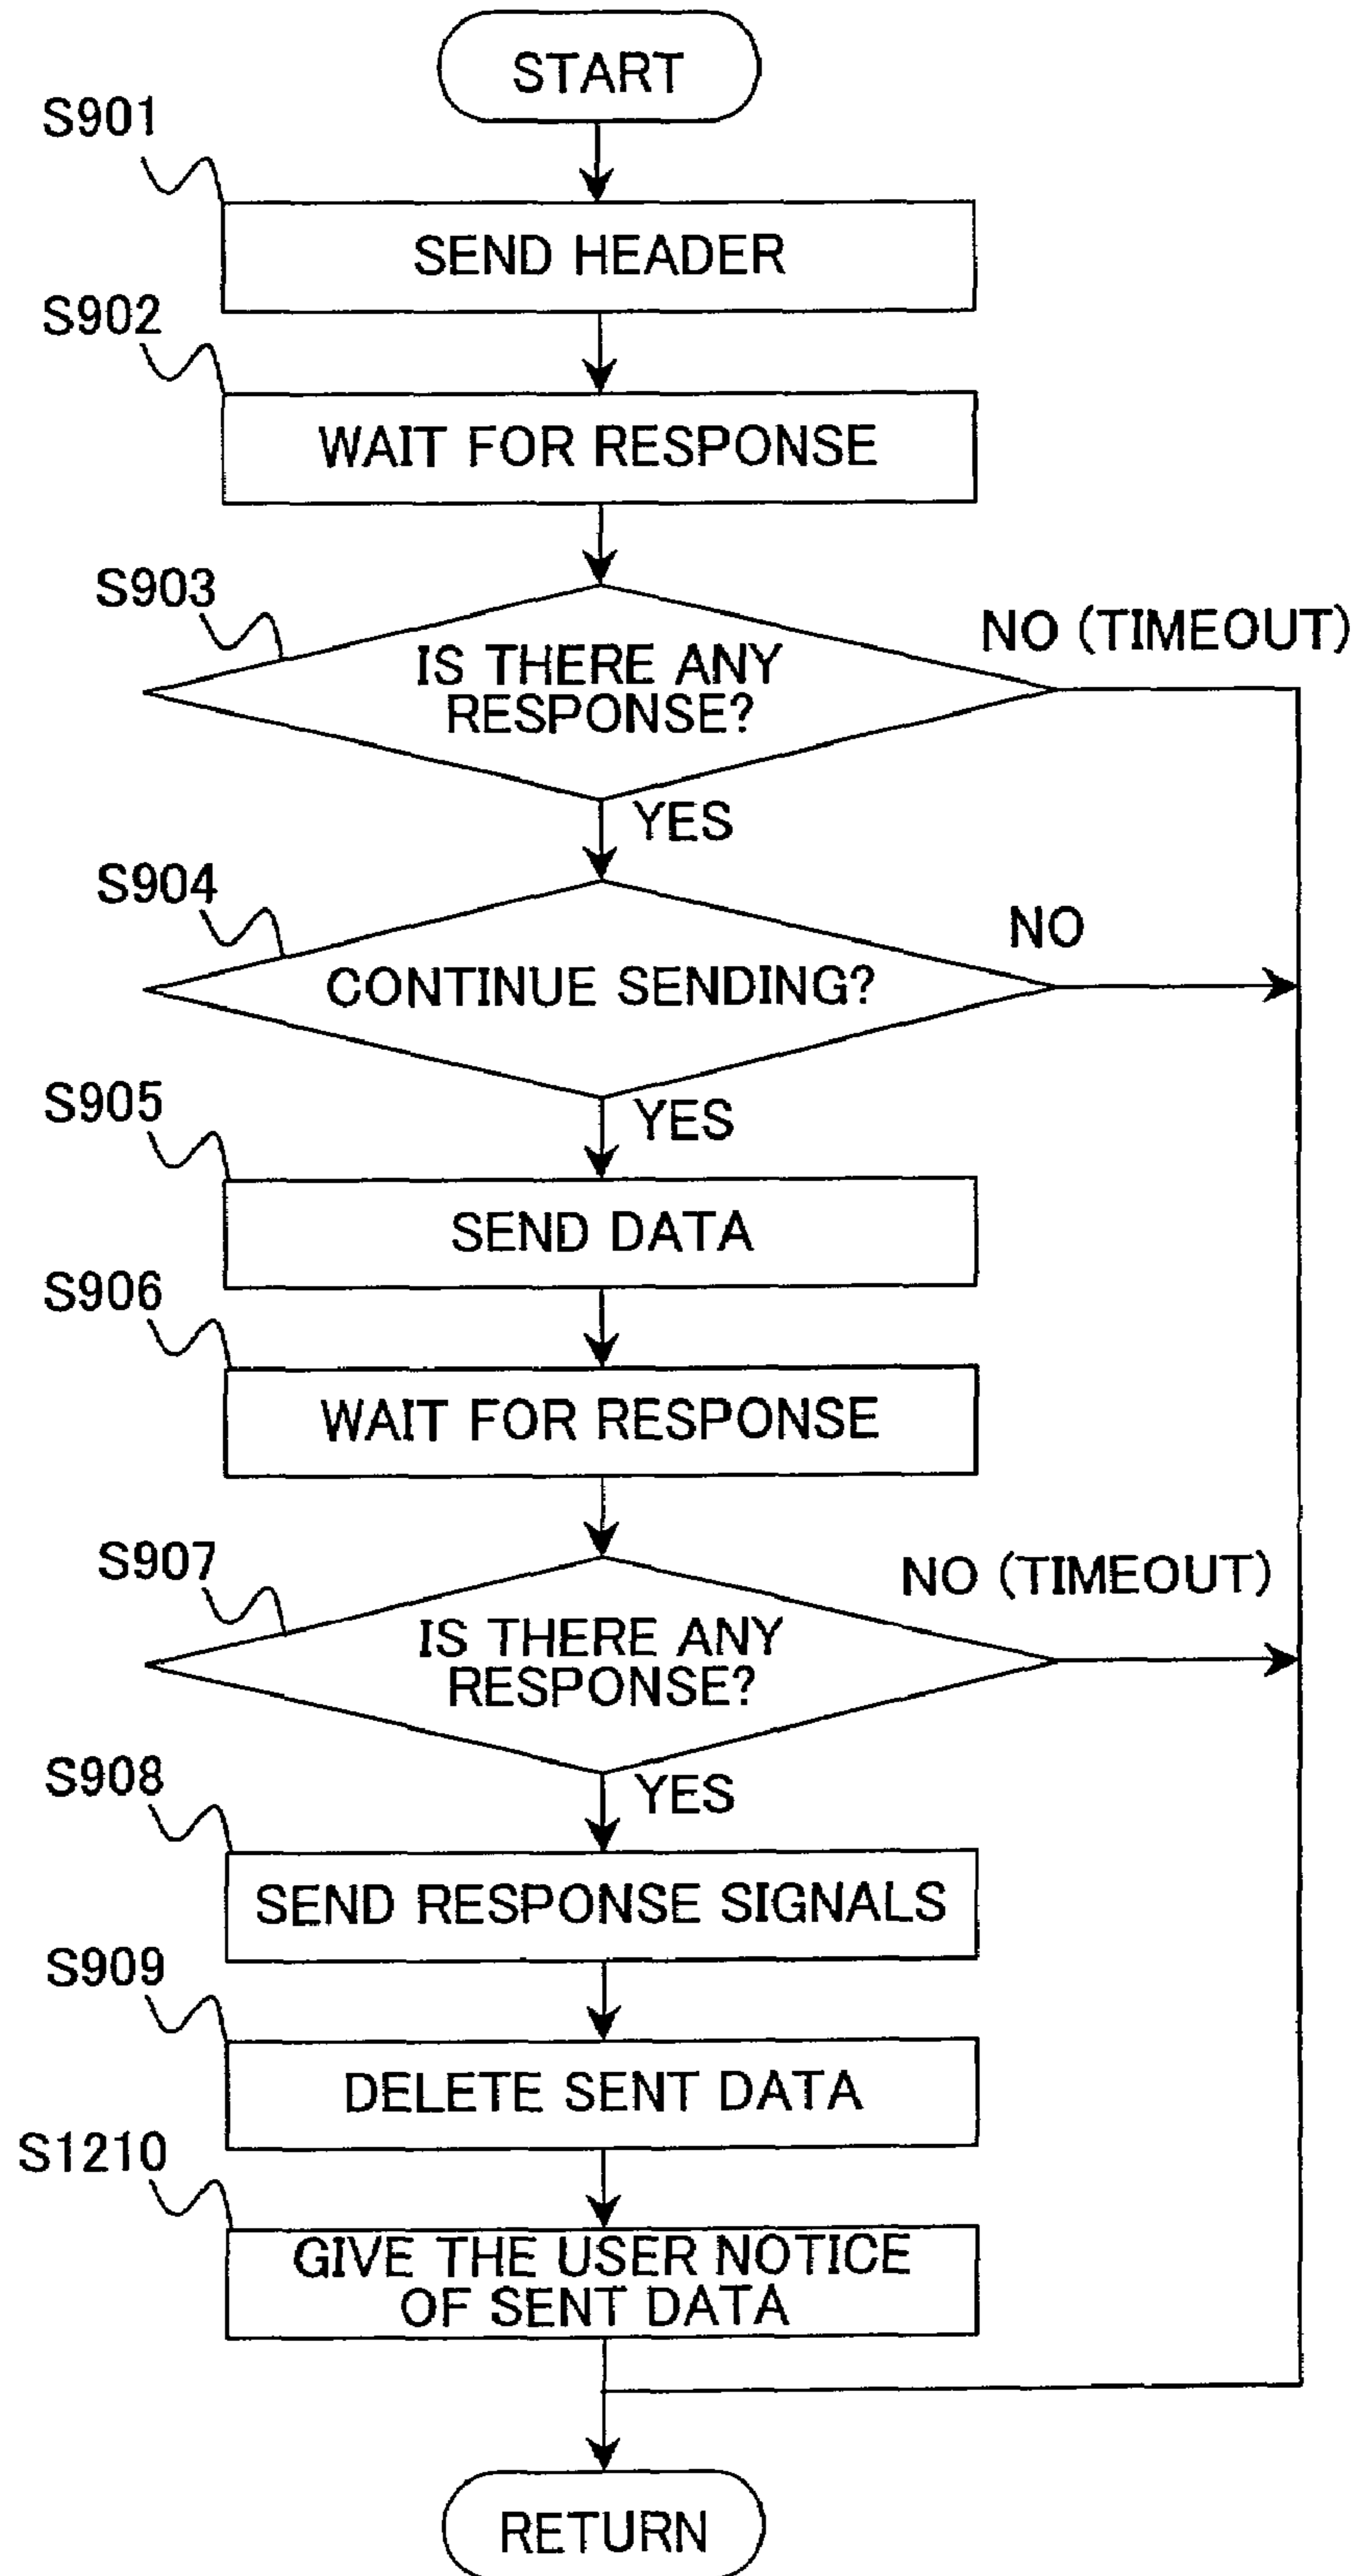 START
S901
SEND HEADER
S902
WAIT FOR RESPONSE
S903
IS THERE ANY
RESPONSE?
NO (TIMEOUT)
YES
S904
CONTINUE SENDING?
NO
YES
S905
SEND DATA
S906
WAIT FOR RESPONSE
S907
IS THERE ANY
RESPONSE?
NO (TIMEOUT)
YES
S908
SEND RESPONSE SIGNALS
S909
DELETE SENT DATA
S1210
GIVE THE USER NOTICE
OF SENT DATA
RETURN